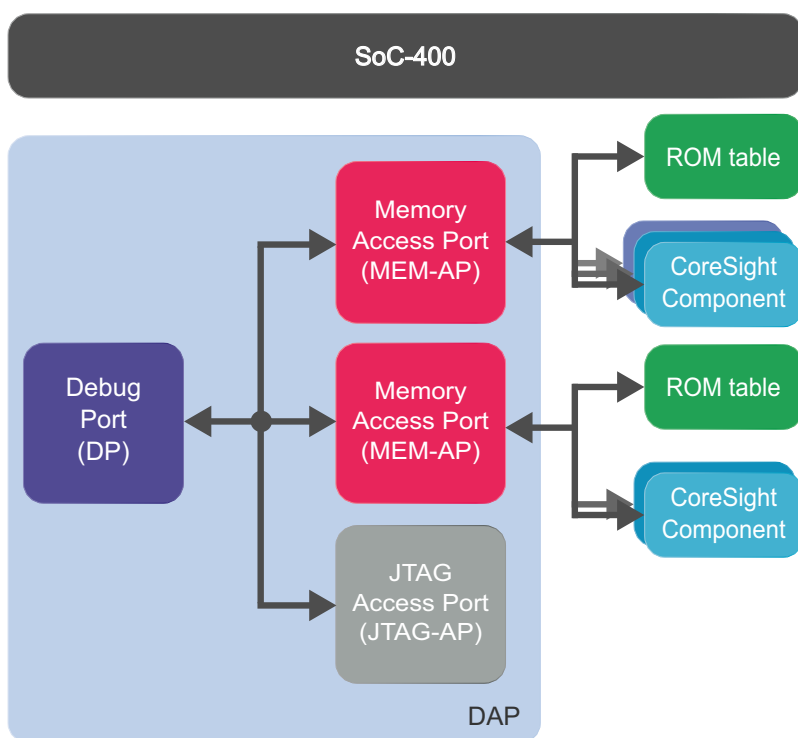 SoC-400
Memory
Access Port
(MEM-AP)
ROM table
CoreSight
Component
Debug
Port
(DP)
Memory
Access Port
(MEM-AP)
ROM table
CoreSight
Component
JTAG
Access Port
(JTAG-AP)
DAP